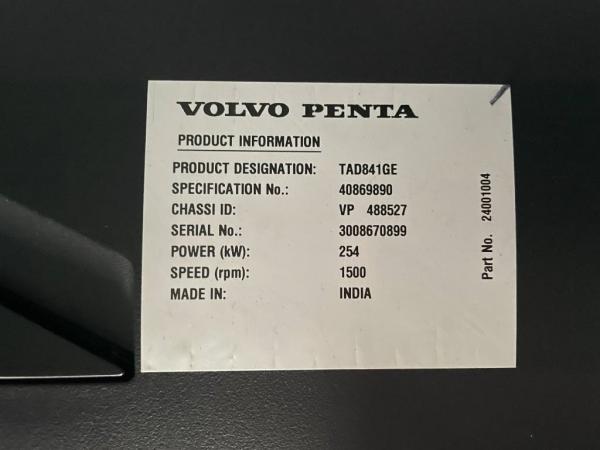 VOLVO PENTA
PRODUCT INFORMATION
PRODUCT DESIGNATION: TAD841GE
SPECIFICATION No.: 40869890
CHASSI ID: VP 488527
SERIAL No.: 3008670899
POWER (kW): 254
SPEED (rpm): 1500
MADE IN: INDIA
Part No. 24001004